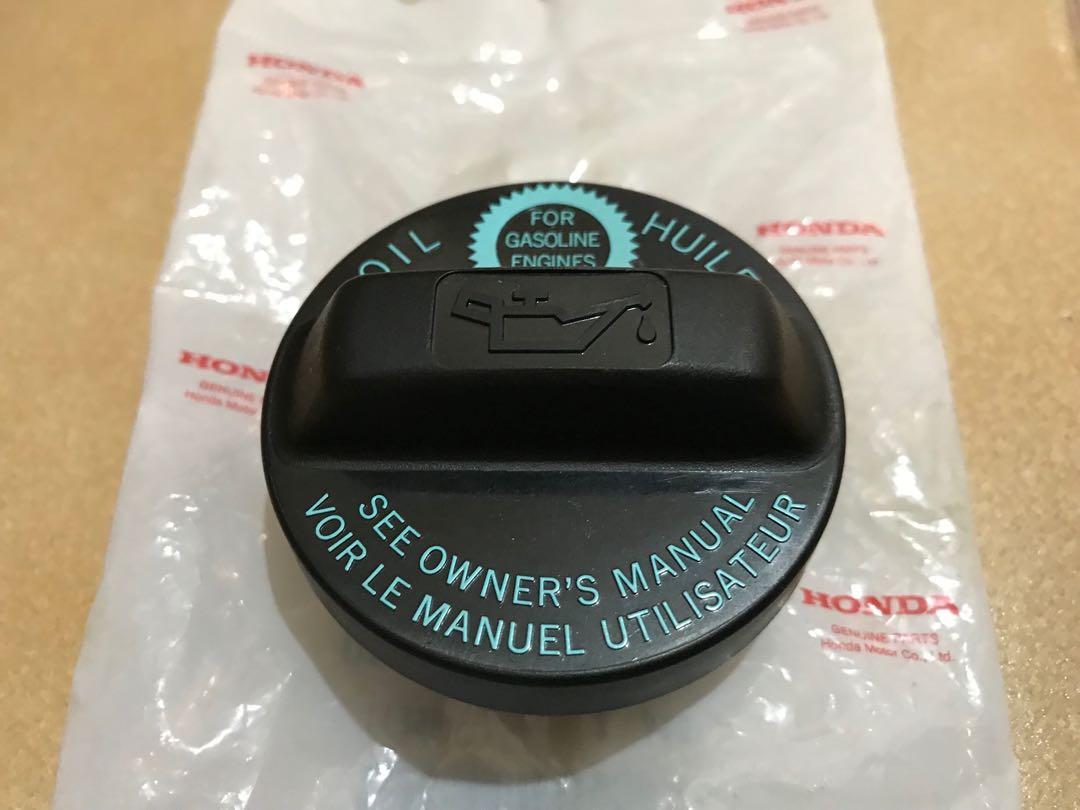 HONDA
OIL
FOR
GASOLINE
ENGINES
HUILE
HONDA
HON
SEE OWNER'S MANUAL
VOIR LE MANUEL UTILISATEUR
HONDA
GENUINE PARTS
Honda Motor Co., Ltd.